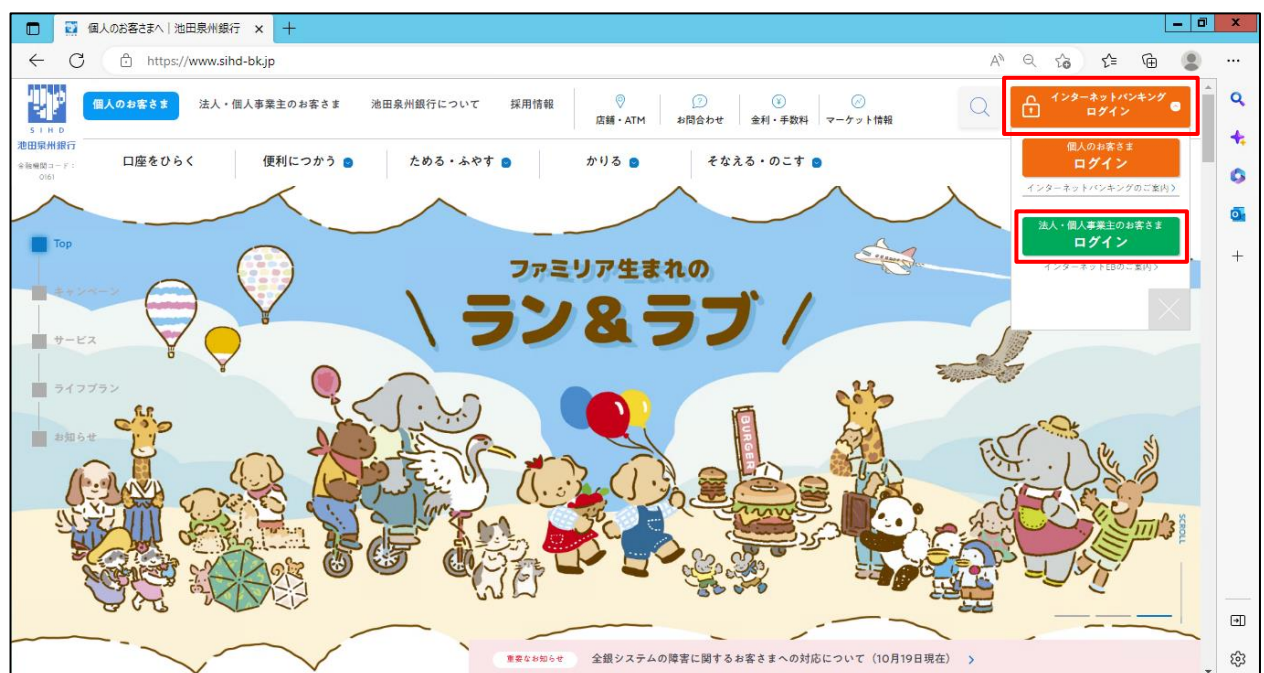 個人のお客さまへ | 池田泉州銀行
https://www.sihd-bk.jp
SIHD
池田泉州銀行
金融機関コード:
0161
個人のお客さま
法人・個人事業主のお客さま
池田泉州銀行について
採用情報
店舗・ATM
お問合わせ
金利・手数料
マーケット情報
インターネットバンキング
ログイン
口座をひらく
便利につかう
ためる・ふやす
かりる
そなえる・のこす
個人のお客さま
ログイン
インターネットバンキングのご案内>
法人・個人事業主のお客さま
ログイン
インターネットEBのご案内>
Top
キャンペーン
サービス
ライフプラン
お知らせ
ファミリア生まれの
\ ラン&ラブ /
BURGER
SCROLL
重要なお知らせ
全銀システムの障害に関するお客さまへの対応について(10月19日現在) >